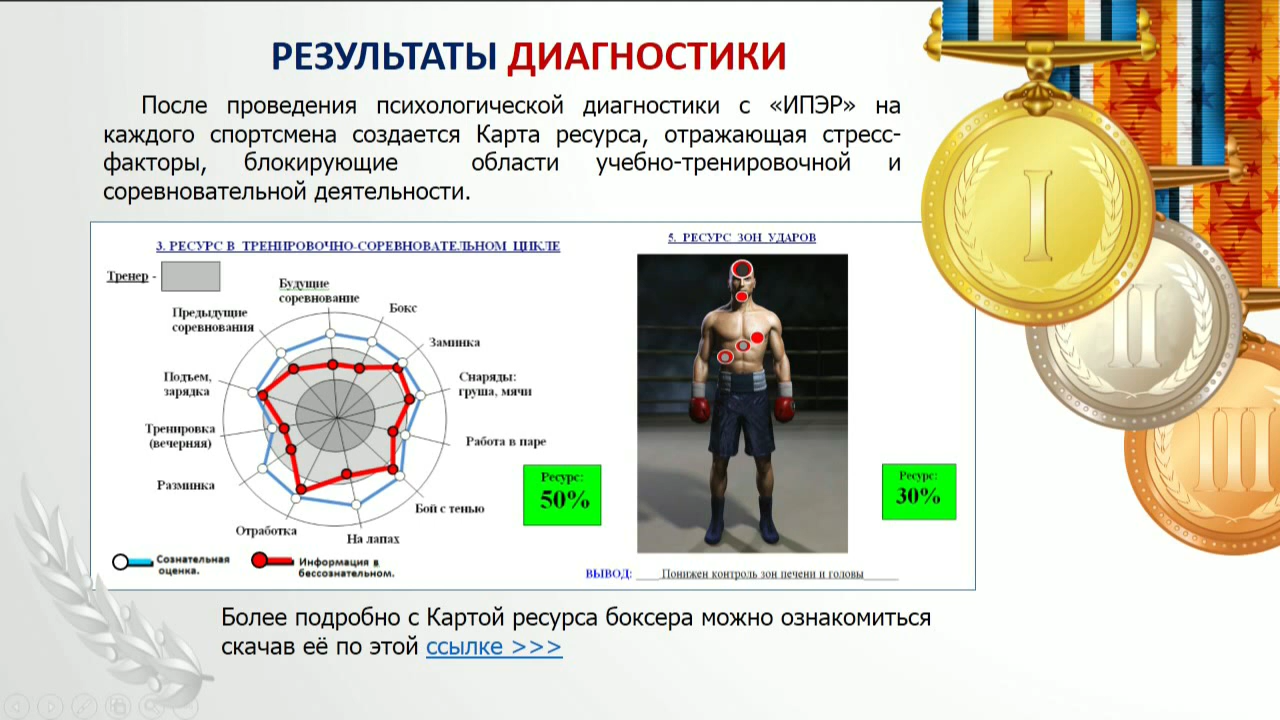 РЕЗУЛЬТАТЫ ДИАГНОСТИКИ
После проведения психологической диагностики с «ИПЭР» на
каждого спортсмена создается Карта ресурса, отражающая стресс-
факторы, блокирующие области учебно-тренировочной и
соревновательной деятельности.
3. РЕСУРС В ТРЕНИРОВОЧНО-СОРЕВНОВАТЕЛЬНОМ ЦИКЛЕ
Тренер -
Будущие
соревнование
Бокс
Заминка
Снаряды:
груша, мячи
Работа в паре
Бой с тенью
На лапах
Отработка
Разминка
Тренировка
(вечерняя)
Подъем,
зарядка
Предыдущие
соревнования
Ресурс:
50%
Сознательная
оценка.
Информация в
бессознательном.
5. РЕСУРС ЗОН УДАРОВ
Ресурс:
30%
ВЫВОД: ____Понижен контроль зон печени и головы______
Более подробно с Картой ресурса боксера можно ознакомиться
скачав её по этой ссылке >>>
I
II
III